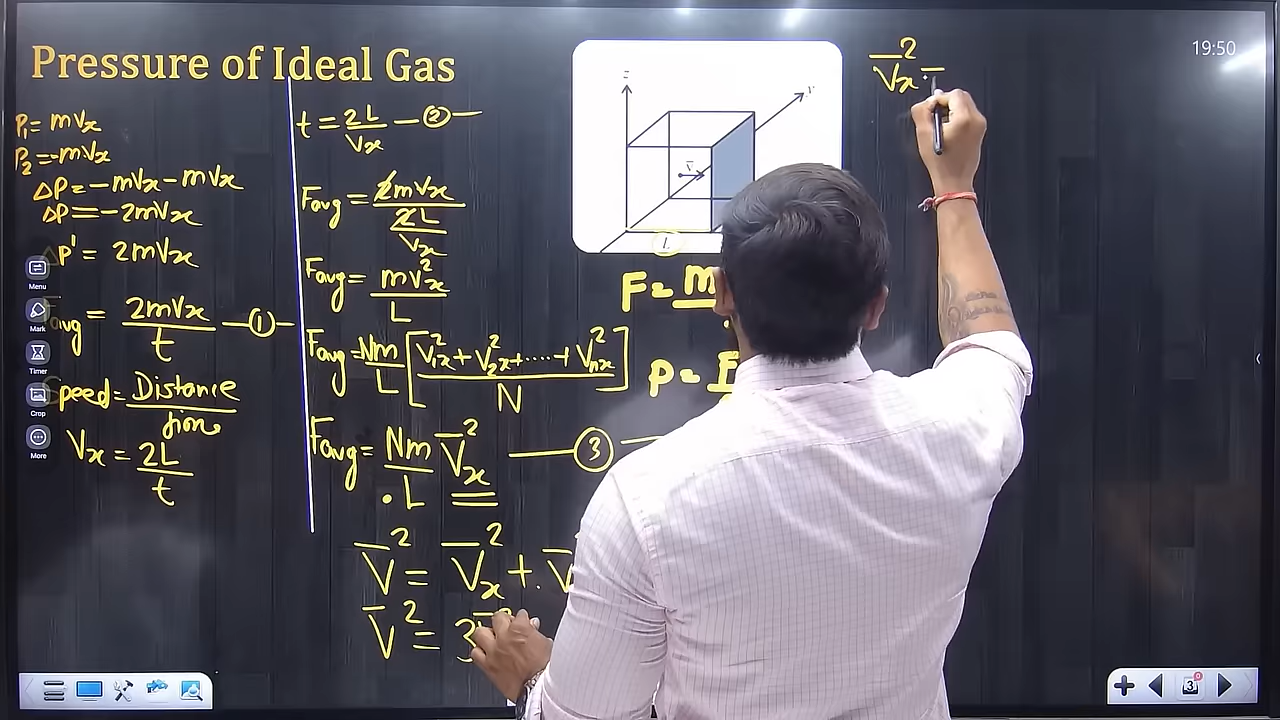 Pressure of Ideal Gas
19:50
P₁ = mVx
P₂ = -mVx
ΔP = -mVx - mVx
ΔP = -2mVx
ΔP' = 2mVx
Favg = 2mVx / t — ① —
Speed = Distance / Time
Vx = 2L / t
t = 2L / Vx — ② —
Favg = 2mVx / (2L / Vx)
Favg = mVx² / L
Favg = Nm / L [ V₁x² + V₂x² + ····· + Vnx² / N ]
Favg = Nm / L V̅x² — ③ —
V̅² = V̅x² + V̅
V̅² = 3
z
V̅
L
F = m
P = F
V̅x² =
Menu
Mark
Timer
Crop
More
3